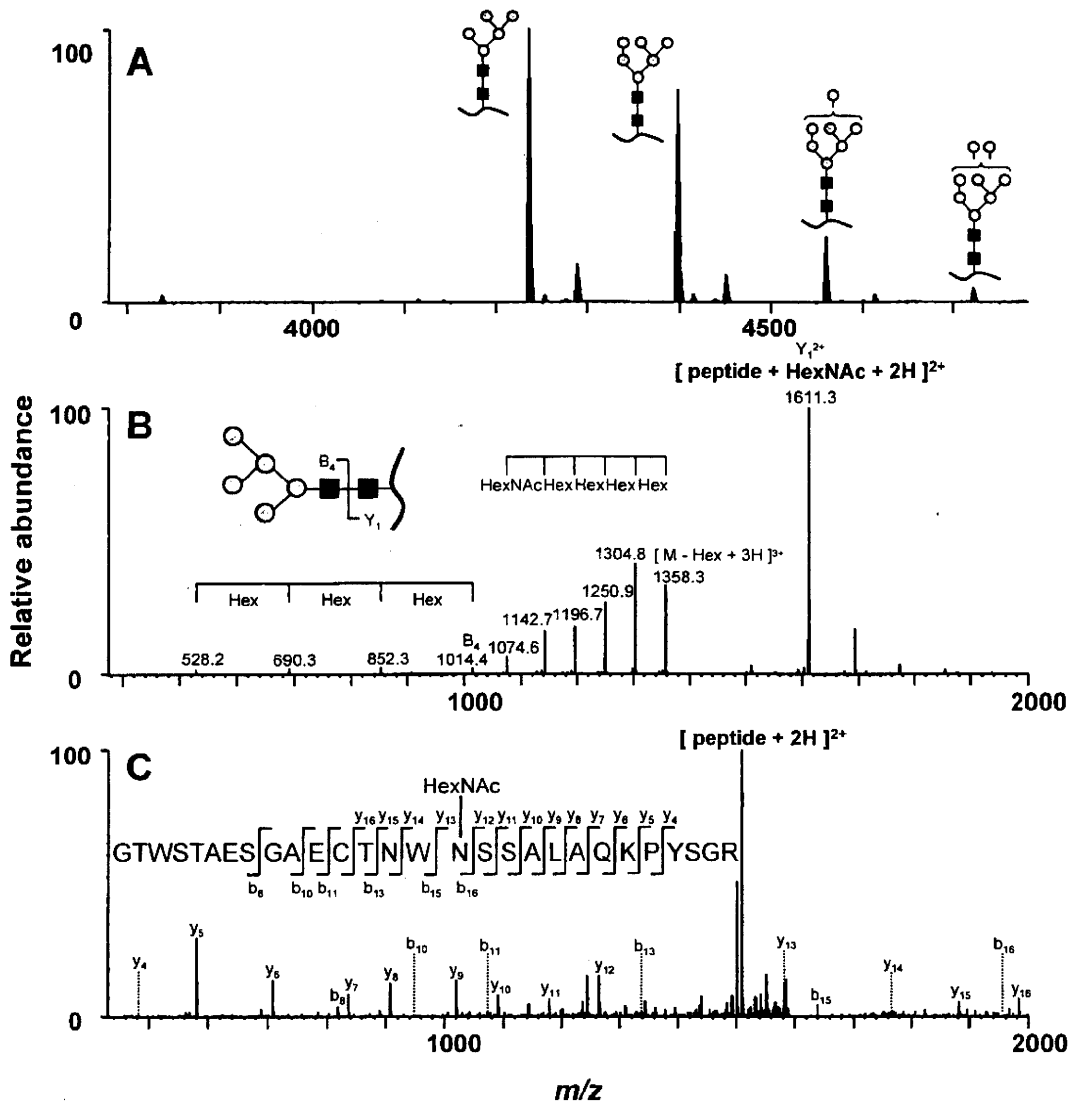 A
100
0
4000
4500
Y₁²⁺
[ peptide + HexNAc + 2H ]²⁺
1611.3
Relative abundance
B
100
0
B₄
Y₁
HexNAc Hex Hex Hex Hex
1304.8 [ M - Hex + 3H ]³⁺
1358.3
1250.9
1142.7
1196.7
1074.6
Hex Hex Hex
B₄
528.2
690.3
852.3
1014.4
1000
2000
C
100
0
[ peptide + 2H ]²⁺
HexNAc
y₁₆ y₁₅ y₁₄ y₁₃ y₁₂ y₁₁ y₁₀ y₉ y₈ y₇ y₆ y₅ y₄
GTWSTAESGAECTNWNSSALAQKPYSGR
b₈ b₁₀ b₁₁ b₁₃ b₁₅ b₁₆
y₄ y₅ y₆ b₈ y₇ y₈ b₁₀ y₉ b₁₁ y₁₀ y₁₁ y₁₂ b₁₃ y₁₃ b₁₅ y₁₄ y₁₅ b₁₆ y₁₆
1000
2000
m/z